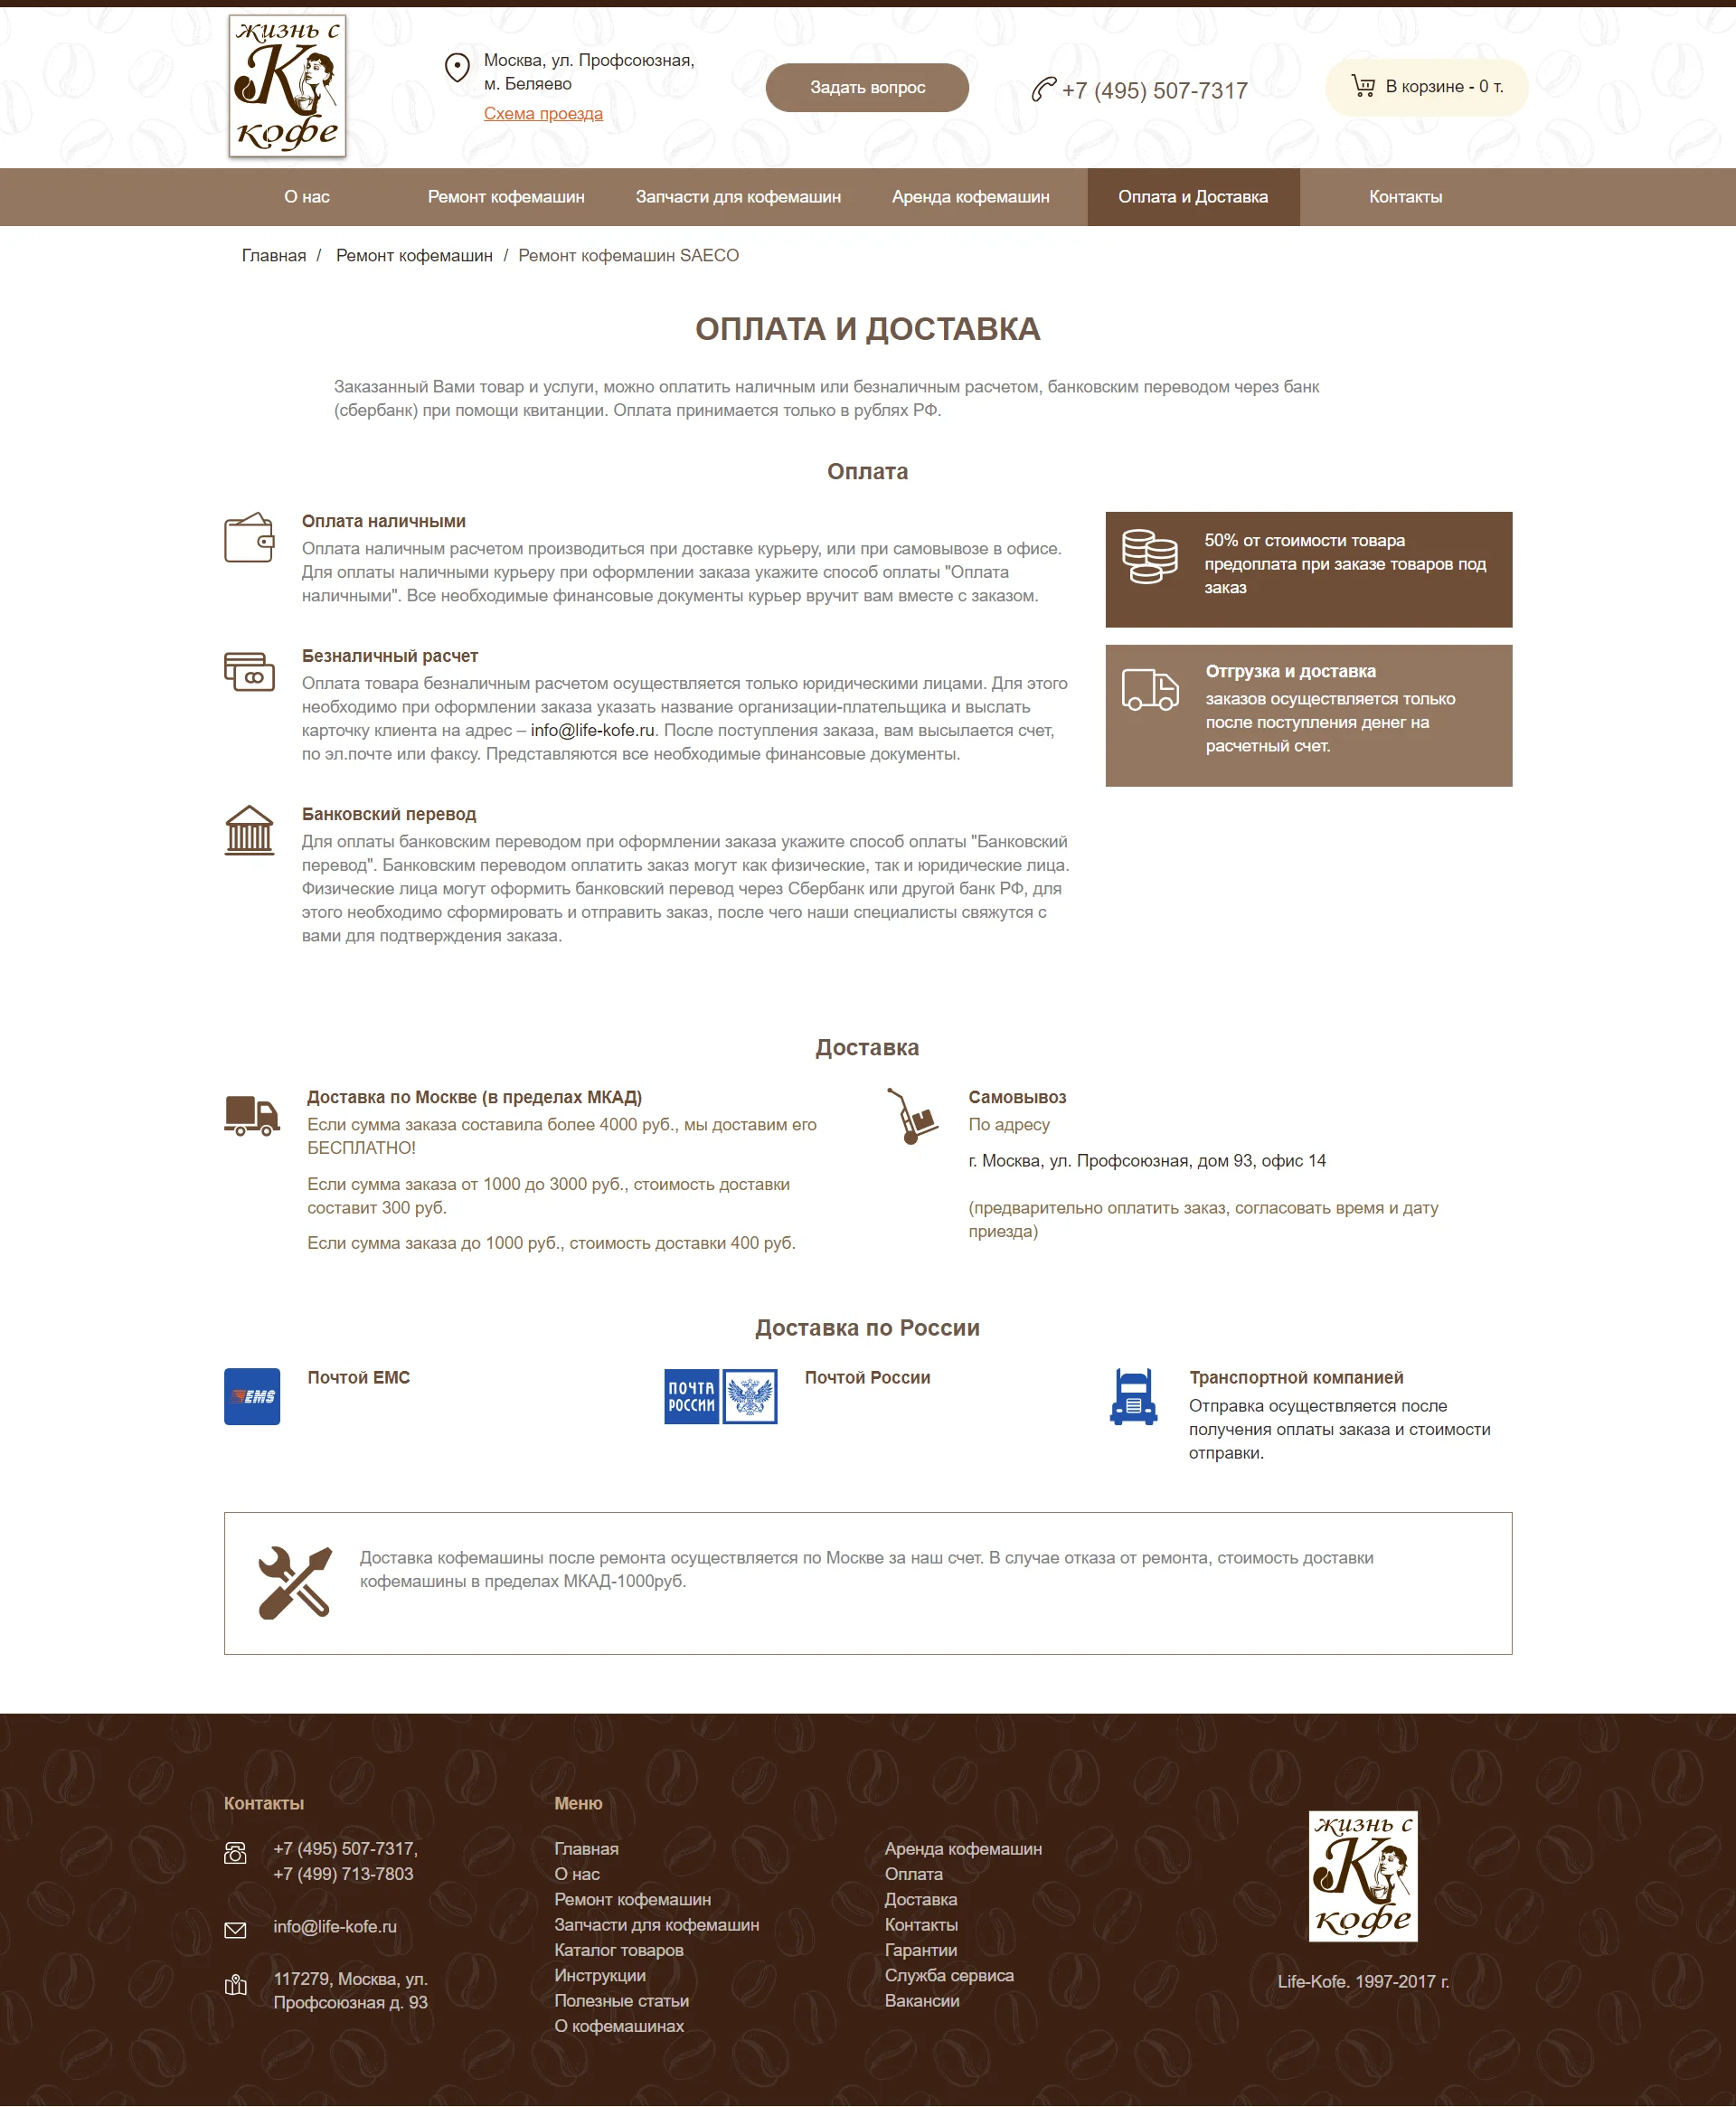 жизнь с
К
кофе
Москва, ул. Профсоюзная,
м. Беляево
Схема проезда
Задать вопрос
+7 (495) 507-7317
В корзине - 0 т.
О нас
Ремонт кофемашин
Запчасти для кофемашин
Аренда кофемашин
Оплата и Доставка
Контакты
Главная / Ремонт кофемашин / Ремонт кофемашин SAECO
ОПЛАТА И ДОСТАВКА
Заказанный Вами товар и услуги, можно оплатить наличным или безналичным расчетом, банковским переводом через банк
(сбербанк) при помощи квитанции. Оплата принимается только в рублях РФ.
Оплата
Оплата наличными
Оплата наличным расчетом производиться при доставке курьеру, или при самовывозе в офисе.
Для оплаты наличными курьеру при оформлении заказа укажите способ оплаты "Оплата
наличными". Все необходимые финансовые документы курьер вручит вам вместе с заказом.
Безналичный расчет
Оплата товара безналичным расчетом осуществляется только юридическими лицами. Для этого
необходимо при оформлении заказа указать название организации-плательщика и выслать
карточку клиента на адрес – info@life-kofe.ru. После поступления заказа, вам высылается счет,
по эл.почте или факсу. Представляются все необходимые финансовые документы.
Банковский перевод
Для оплаты банковским переводом при оформлении заказа укажите способ оплаты "Банковский
перевод". Банковским переводом оплатить заказ могут как физические, так и юридические лица.
Физические лица могут оформить банковский перевод через Сбербанк или другой банк РФ, для
этого необходимо сформировать и отправить заказ, после чего наши специалисты свяжутся с
вами для подтверждения заказа.
50% от стоимости товара
предоплата при заказе товаров под
заказ
Отгрузка и доставка
заказов осуществляется только
после поступления денег на
расчетный счет.
Доставка
Доставка по Москве (в пределах МКАД)
Если сумма заказа составила более 4000 руб., мы доставим его
БЕСПЛАТНО!
Если сумма заказа от 1000 до 3000 руб., стоимость доставки
составит 300 руб.
Если сумма заказа до 1000 руб., стоимость доставки 400 руб.
Самовывоз
По адресу
г. Москва, ул. Профсоюзная, дом 93, офис 14
(предварительно оплатить заказ, согласовать время и дату
приезда)
Доставка по России
EMS
Почтой ЕМС
ПОЧТА
РОССИИ
Почтой России
Транспортной компанией
Отправка осуществляется после
получения оплаты заказа и стоимости
отправки.
Доставка кофемашины после ремонта осуществляется по Москве за наш счет. В случае отказа от ремонта, стоимость доставки
кофемашины в пределах МКАД-1000руб.
Контакты
+7 (495) 507-7317,
+7 (499) 713-7803
info@life-kofe.ru
117279, Москва, ул.
Профсоюзная д. 93
Меню
Главная
О нас
Ремонт кофемашин
Запчасти для кофемашин
Каталог товаров
Инструкции
Полезные статьи
О кофемашинах
Аренда кофемашин
Оплата
Доставка
Контакты
Гарантии
Служба сервиса
Вакансии
жизнь с
К
кофе
Life-Kofe. 1997-2017 г.